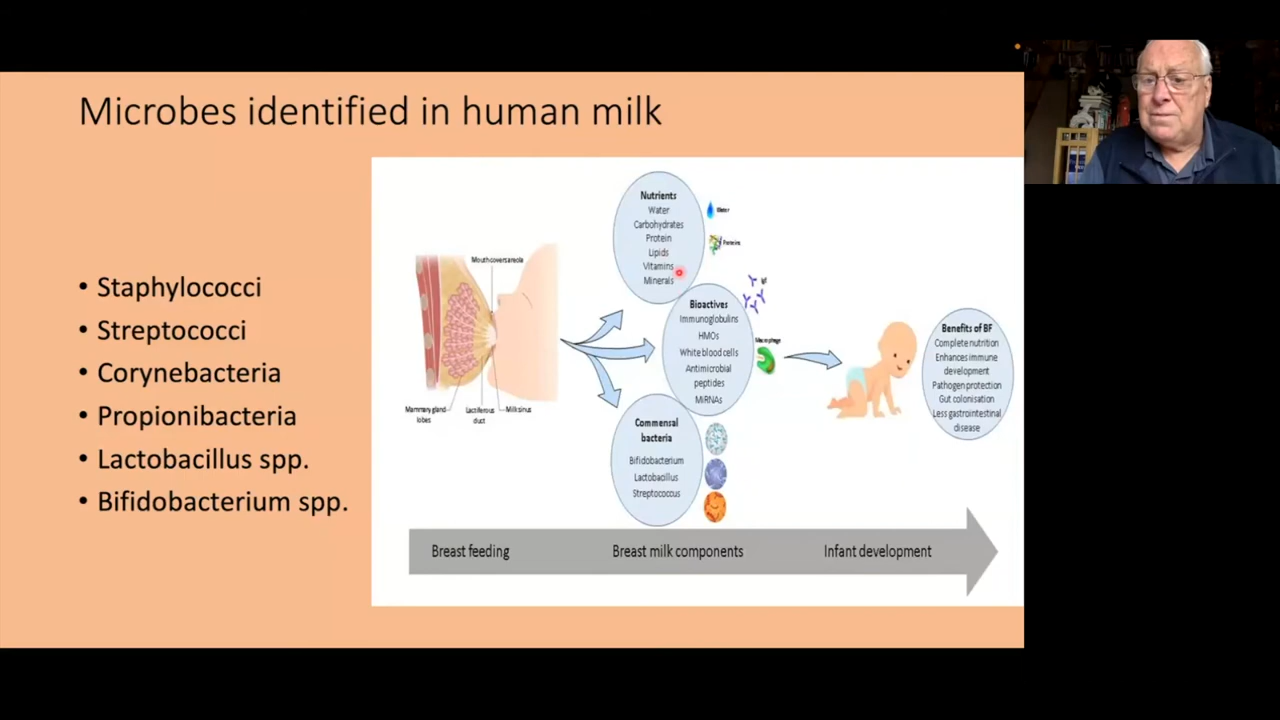 Microbes identified in human milk
• Staphylococci
• Streptococci
• Corynebacteria
• Propionibacteria
• Lactobacillus spp.
• Bifidobacterium spp.
Mouth covers areola
Mammary gland
lobes
Lactiferous
duct
Milk sinus
Nutrients
Water
Carbohydrates
Protein
Lipids
Vitamins
Minerals
Water
Proteins
Bioactives
Immunoglobulins
HMOs
White blood cells
Antimicrobial
peptides
MiRNAs
Macrophage
Commensal
bacteria
Bifidobacterium
Lactobacillus
Streptococcus
Benefits of BF
Complete nutrition
Enhances immune
development
Pathogen protection
Gut colonisation
Less gastrointestinal
disease
Breast feeding
Breast milk components
Infant development